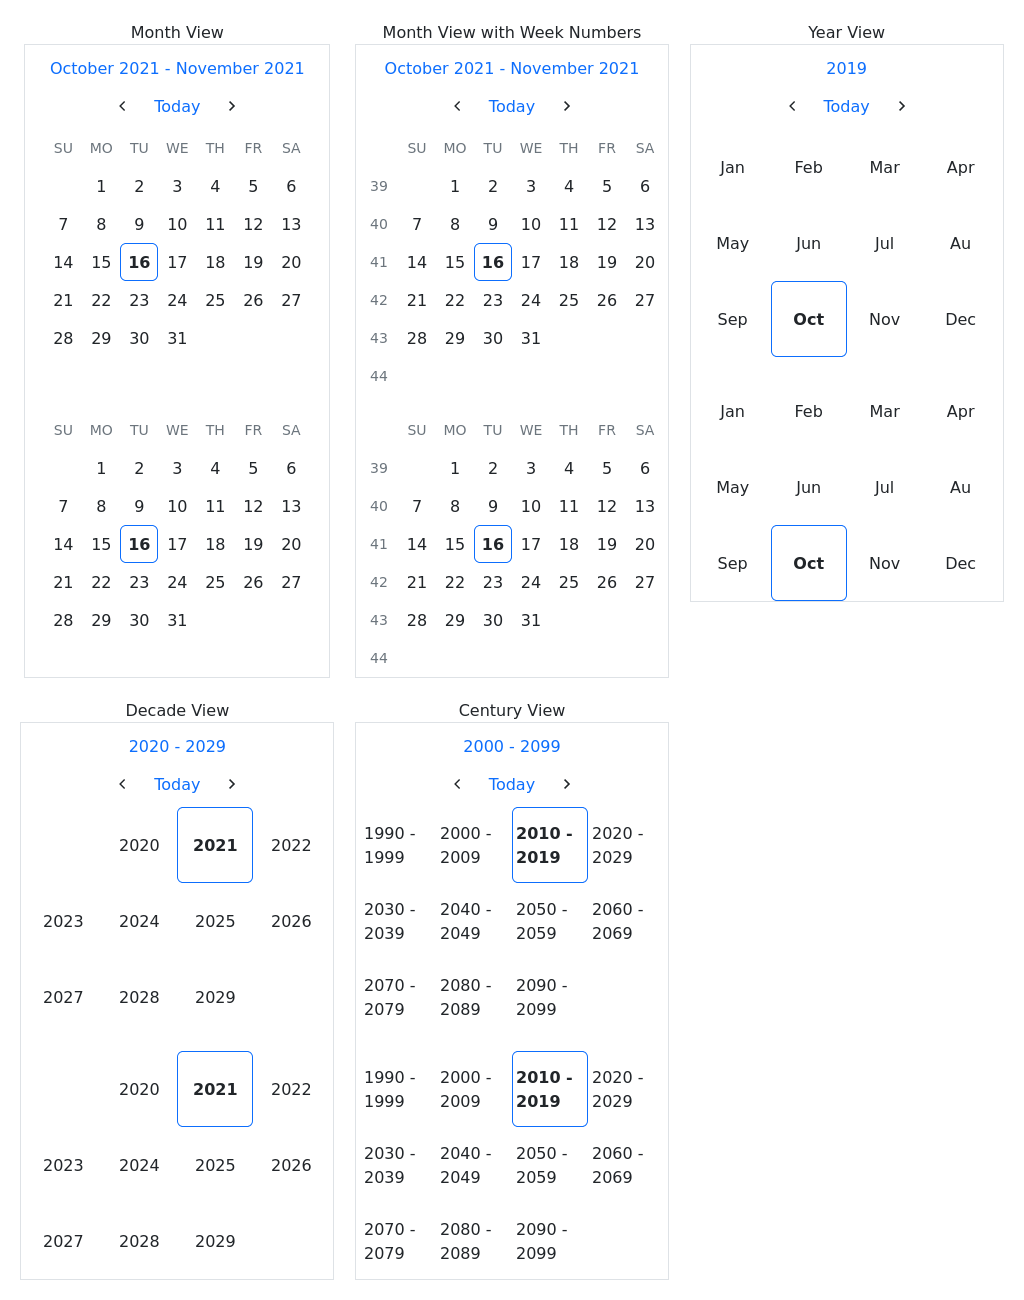 Month View
October 2021 - November 2021
Today
SU MO TU WE TH FR SA
1 2 3 4 5 6
7 8 9 10 11 12 13
14 15 16 17 18 19 20
21 22 23 24 25 26 27
28 29 30 31
SU MO TU WE TH FR SA
1 2 3 4 5 6
7 8 9 10 11 12 13
14 15 16 17 18 19 20
21 22 23 24 25 26 27
28 29 30 31
Month View with Week Numbers
October 2021 - November 2021
Today
SU MO TU WE TH FR SA
39 1 2 3 4 5 6
40 7 8 9 10 11 12 13
41 14 15 16 17 18 19 20
42 21 22 23 24 25 26 27
43 28 29 30 31
44
SU MO TU WE TH FR SA
39 1 2 3 4 5 6
40 7 8 9 10 11 12 13
41 14 15 16 17 18 19 20
42 21 22 23 24 25 26 27
43 28 29 30 31
44
Year View
2019
Today
Jan Feb Mar Apr
May Jun Jul Au
Sep Oct Nov Dec
Jan Feb Mar Apr
May Jun Jul Au
Sep Oct Nov Dec
Decade View
2020 - 2029
Today
2020 2021 2022
2023 2024 2025 2026
2027 2028 2029
2020 2021 2022
2023 2024 2025 2026
2027 2028 2029
Century View
2000 - 2099
Today
1990 - 2000 - 2010 - 2020 -
1999 2009 2019 2029
2030 - 2040 - 2050 - 2060 -
2039 2049 2059 2069
2070 - 2080 - 2090 -
2079 2089 2099
1990 - 2000 - 2010 - 2020 -
1999 2009 2019 2029
2030 - 2040 - 2050 - 2060 -
2039 2049 2059 2069
2070 - 2080 - 2090 -
2079 2089 2099